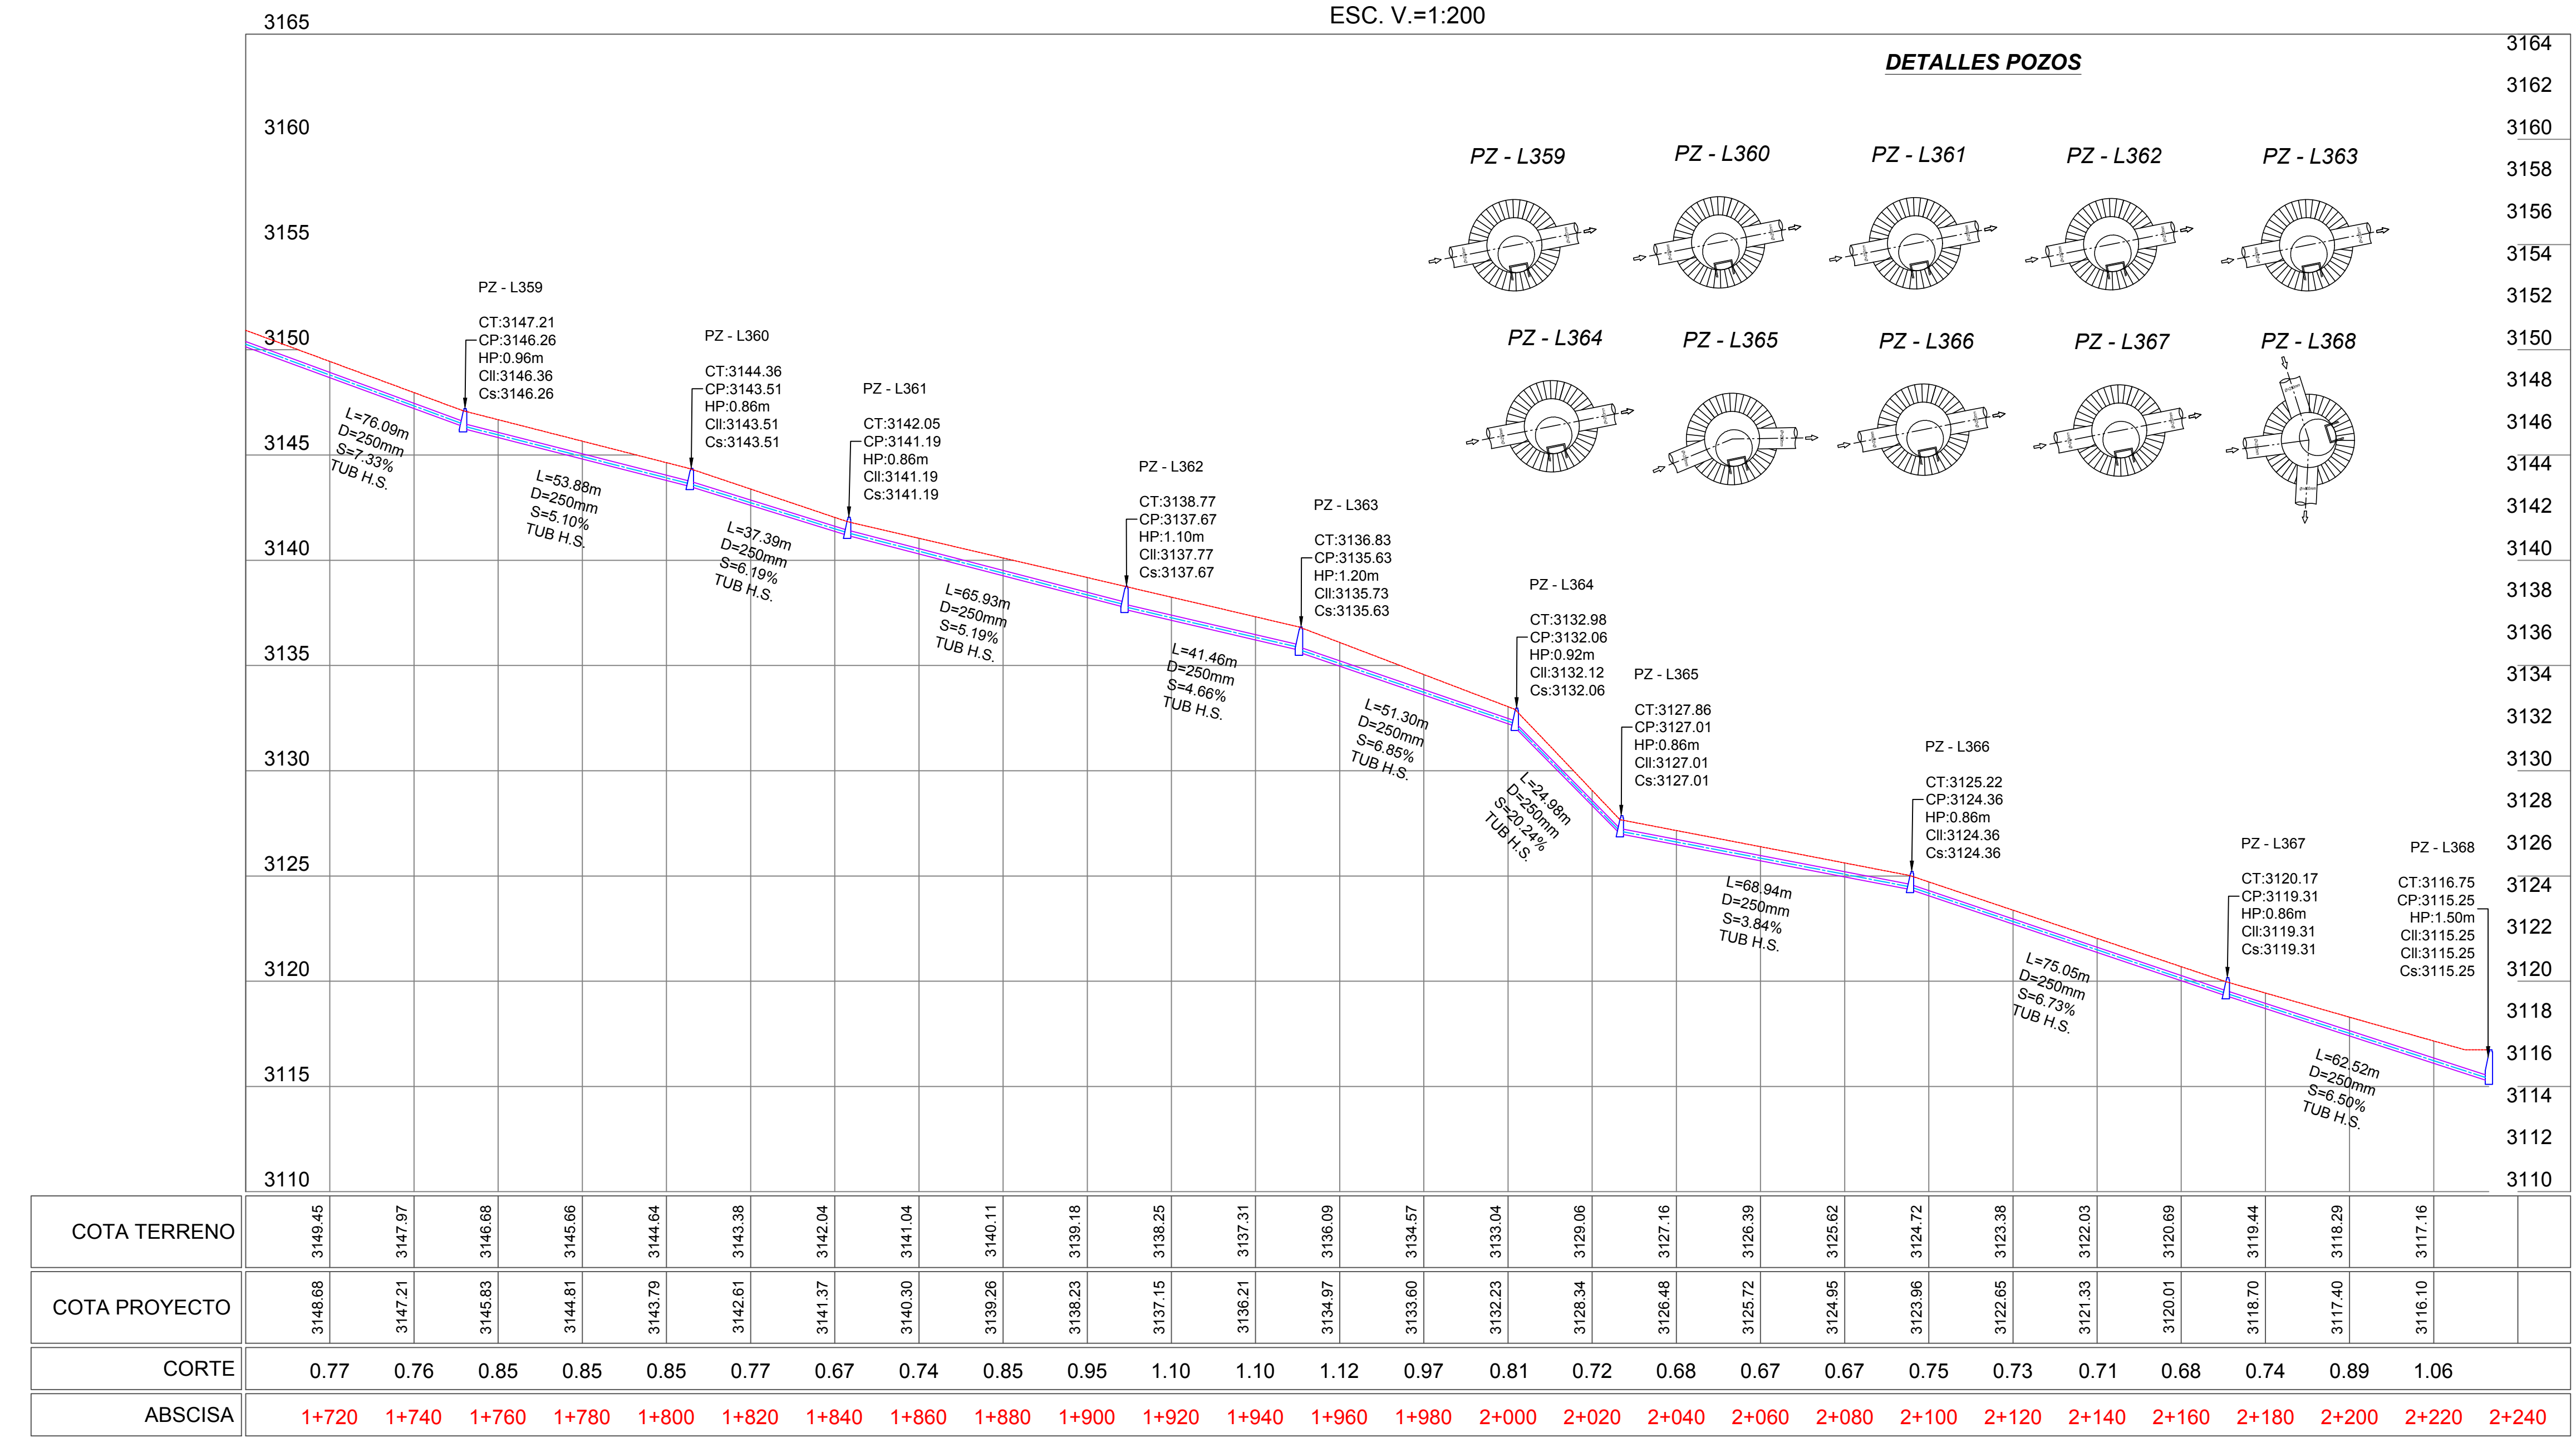 ESC. V.=1:200
DETALLES POZOS
3165
3160
3155
3150
3145
3140
3135
3130
3125
3120
3115
3110
3164
3162
3160
3158
3156
3154
3152
3150
3148
3146
3144
3142
3140
3138
3136
3134
3132
3130
3128
3126
3124
3122
3120
3118
3116
3114
3112
3110
PZ - L359
PZ - L360
PZ - L361
PZ - L362
PZ - L363
PZ - L364
PZ - L365
PZ - L366
PZ - L367
PZ - L368
PZ - L359
CT:3147.21
CP:3146.26
HP:0.96m
Cll:3146.36
Cs:3146.26
PZ - L360
CT:3144.36
CP:3143.51
HP:0.86m
Cll:3143.51
Cs:3143.51
PZ - L361
CT:3142.05
CP:3141.19
HP:0.86m
Cll:3141.19
Cs:3141.19
PZ - L362
CT:3138.77
CP:3137.67
HP:1.10m
Cll:3137.77
Cs:3137.67
PZ - L363
CT:3136.83
CP:3135.63
HP:1.20m
Cll:3135.73
Cs:3135.63
PZ - L364
CT:3132.98
CP:3132.06
HP:0.92m
Cll:3132.12
Cs:3132.06
PZ - L365
CT:3127.86
CP:3127.01
HP:0.86m
Cll:3127.01
Cs:3127.01
PZ - L366
CT:3125.22
CP:3124.36
HP:0.86m
Cll:3124.36
Cs:3124.36
PZ - L367
CT:3120.17
CP:3119.31
HP:0.86m
Cll:3119.31
Cs:3119.31
PZ - L368
CT:3116.75
CP:3115.25
HP:1.50m
Cll:3115.25
Cll:3115.25
Cs:3115.25
L=76.09m
D=250mm
S=7.33%
TUB H.S.
L=53.88m
D=250mm
S=5.10%
TUB H.S.
L=37.39m
D=250mm
S=6.19%
TUB H.S.
L=65.93m
D=250mm
S=5.19%
TUB H.S.
L=41.46m
D=250mm
S=4.66%
TUB H.S.
L=51.30m
D=250mm
S=6.85%
TUB H.S.
L=24.98m
D=250mm
S=20.24%
TUB H.S.
L=68.94m
D=250mm
S=3.84%
TUB H.S.
L=75.05m
D=250mm
S=6.73%
TUB H.S.
L=62.52m
D=250mm
S=6.50%
TUB H.S.
COTA TERRENO 3149.45 3147.97 3146.68 3145.66 3144.64 3143.38 3142.04 3141.04 3140.11 3139.18 3138.25 3137.31 3136.09 3134.57 3133.04 3129.06 3127.16 3126.39 3125.62 3124.72 3123.38 3122.03 3120.69 3119.44 3118.29 3117.16
COTA PROYECTO 3148.68 3147.21 3145.83 3144.81 3143.79 3142.61 3141.37 3140.30 3139.26 3138.23 3137.15 3136.21 3134.97 3133.60 3132.23 3128.34 3126.48 3125.72 3124.95 3123.96 3122.65 3121.33 3120.01 3118.70 3117.40 3116.10
CORTE 0.77 0.76 0.85 0.85 0.85 0.77 0.67 0.74 0.85 0.95 1.10 1.10 1.12 0.97 0.81 0.72 0.68 0.67 0.67 0.75 0.73 0.71 0.68 0.74 0.89 1.06
ABSCISA 1+720 1+740 1+760 1+780 1+800 1+820 1+840 1+860 1+880 1+900 1+920 1+940 1+960 1+980 2+000 2+020 2+040 2+060 2+080 2+100 2+120 2+140 2+160 2+180 2+200 2+220 2+240